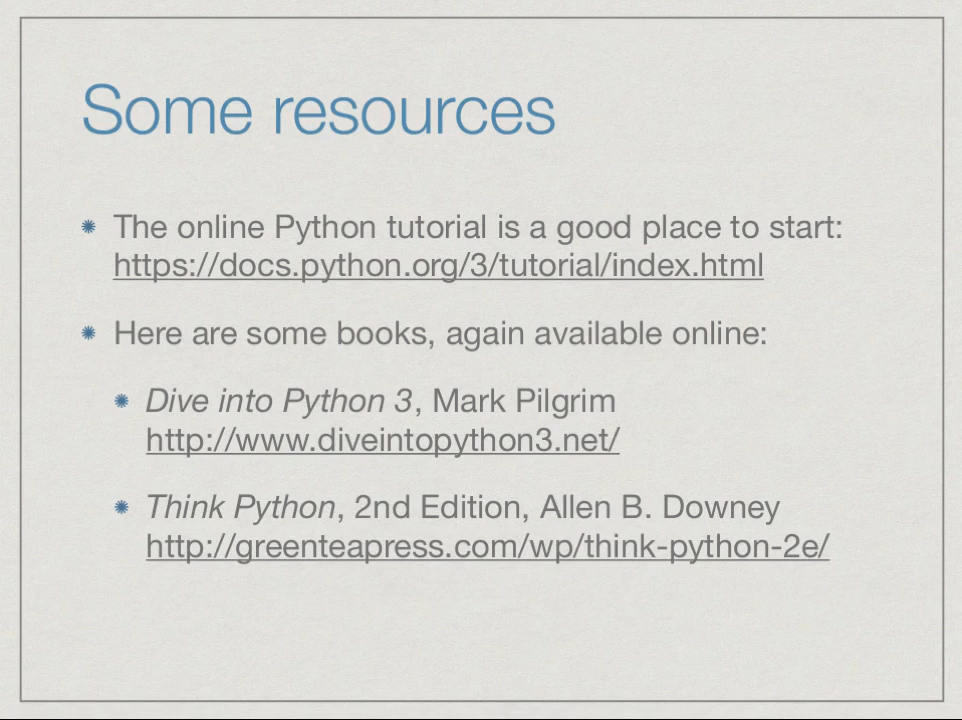 Some resources
The online Python tutorial is a good place to start:
https://docs.python.org/3/tutorial/index.html
Here are some books, again available online:
Dive into Python 3, Mark Pilgrim
http://www.diveintopython3.net/
Think Python, 2nd Edition, Allen B. Downey
http://greenteapress.com/wp/think-python-2e/